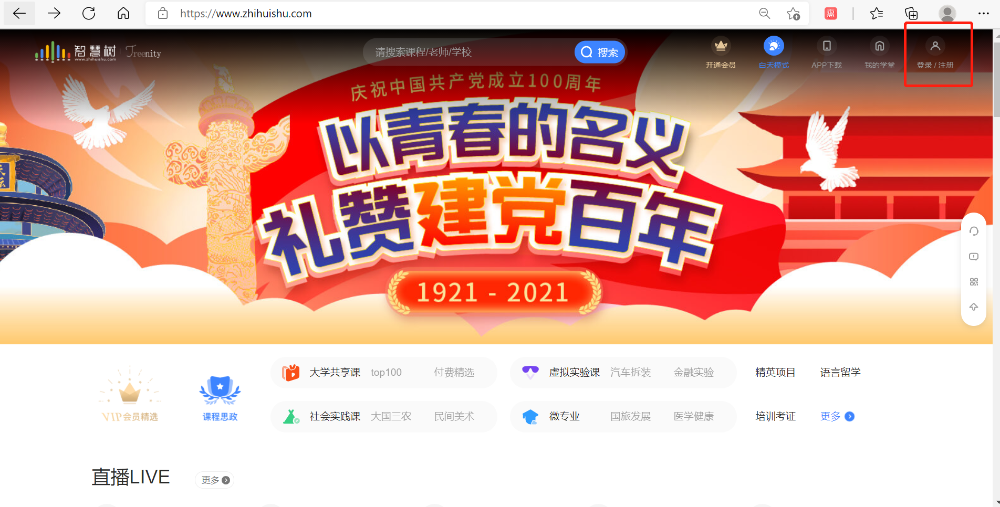 https://www.zhihuishu.com
惠
智慧树 Treenity
www.zhihuishu.com
请搜索课程/老师/学校
搜索
开通会员
白天模式
APP下载
我的学堂
登录 / 注册
庆祝中国共产党成立100周年
以青春的名义
礼赞建党百年
1921 - 2021
VIP会员精选
课程思政
大学共享课 top100 付费精选
虚拟实验课 汽车拆装 金融实验
精英项目 语言留学
社会实践课 大国三农 民间美术
微专业 国旅发展 医学健康
培训考证 更多
直播LIVE 更多